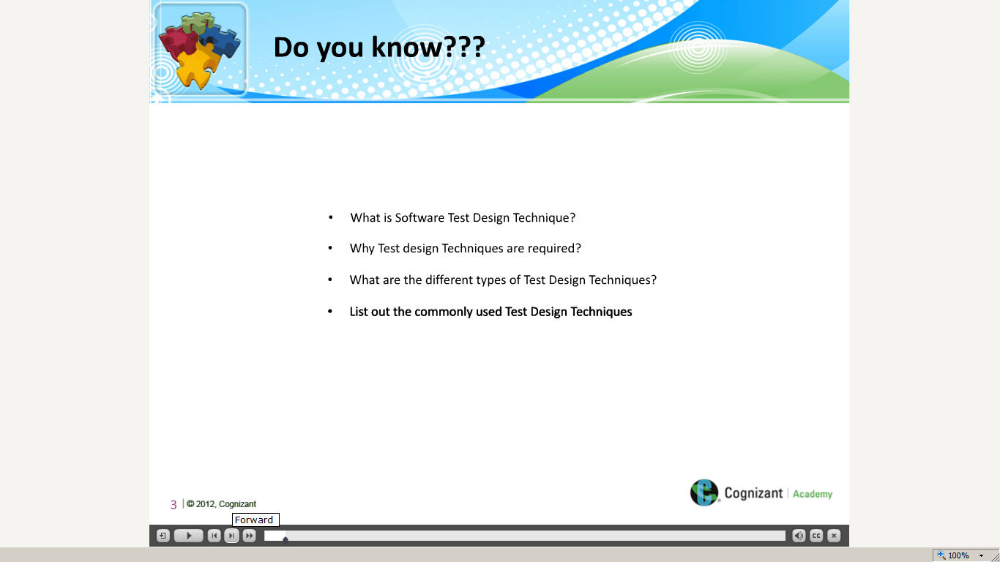 Do you know???
• What is Software Test Design Technique?
• Why Test design Techniques are required?
• What are the different types of Test Design Techniques?
• List out the commonly used Test Design Techniques
Cognizant | Academy
3 | © 2012, Cognizant
Forward
CC
100%